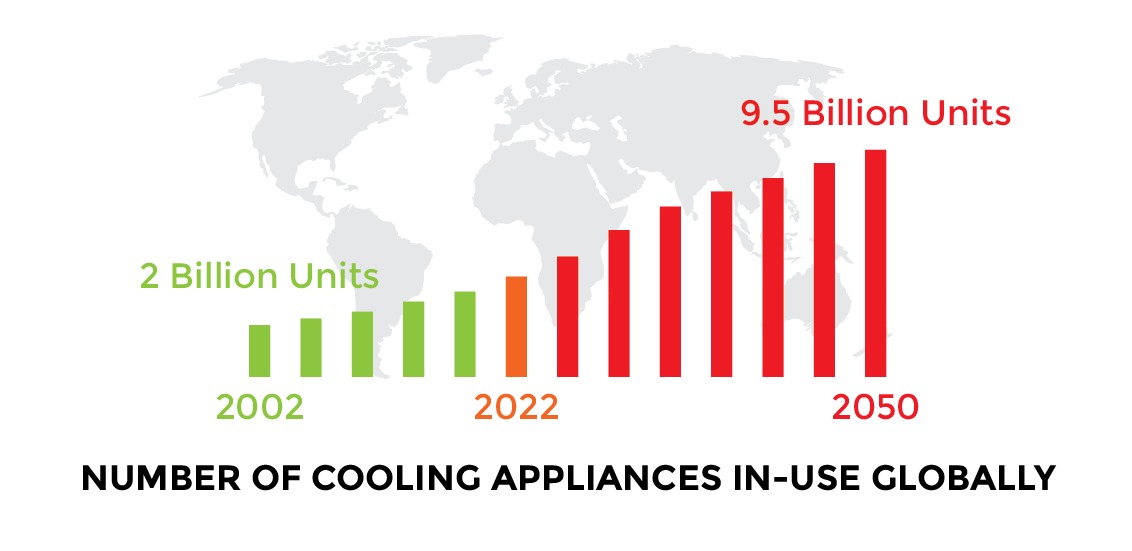 9.5 Billion Units
2 Billion Units
2002
2022
2050
NUMBER OF COOLING APPLIANCES IN-USE GLOBALLY